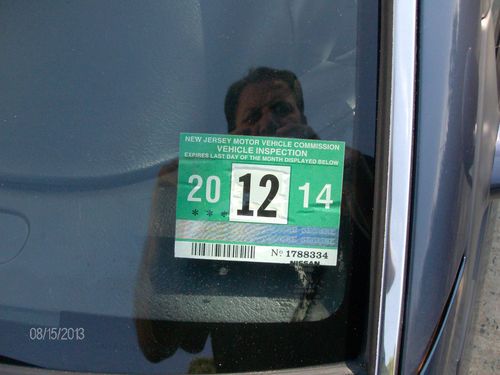 NEW JERSEY MOTOR VEHICLE COMMISSION
VEHICLE INSPECTION
EXPIRES LAST DAY OF THE MONTH DISPLAYED BELOW
20 12 14
***
No 1788334
NISSAN
08/15/2013